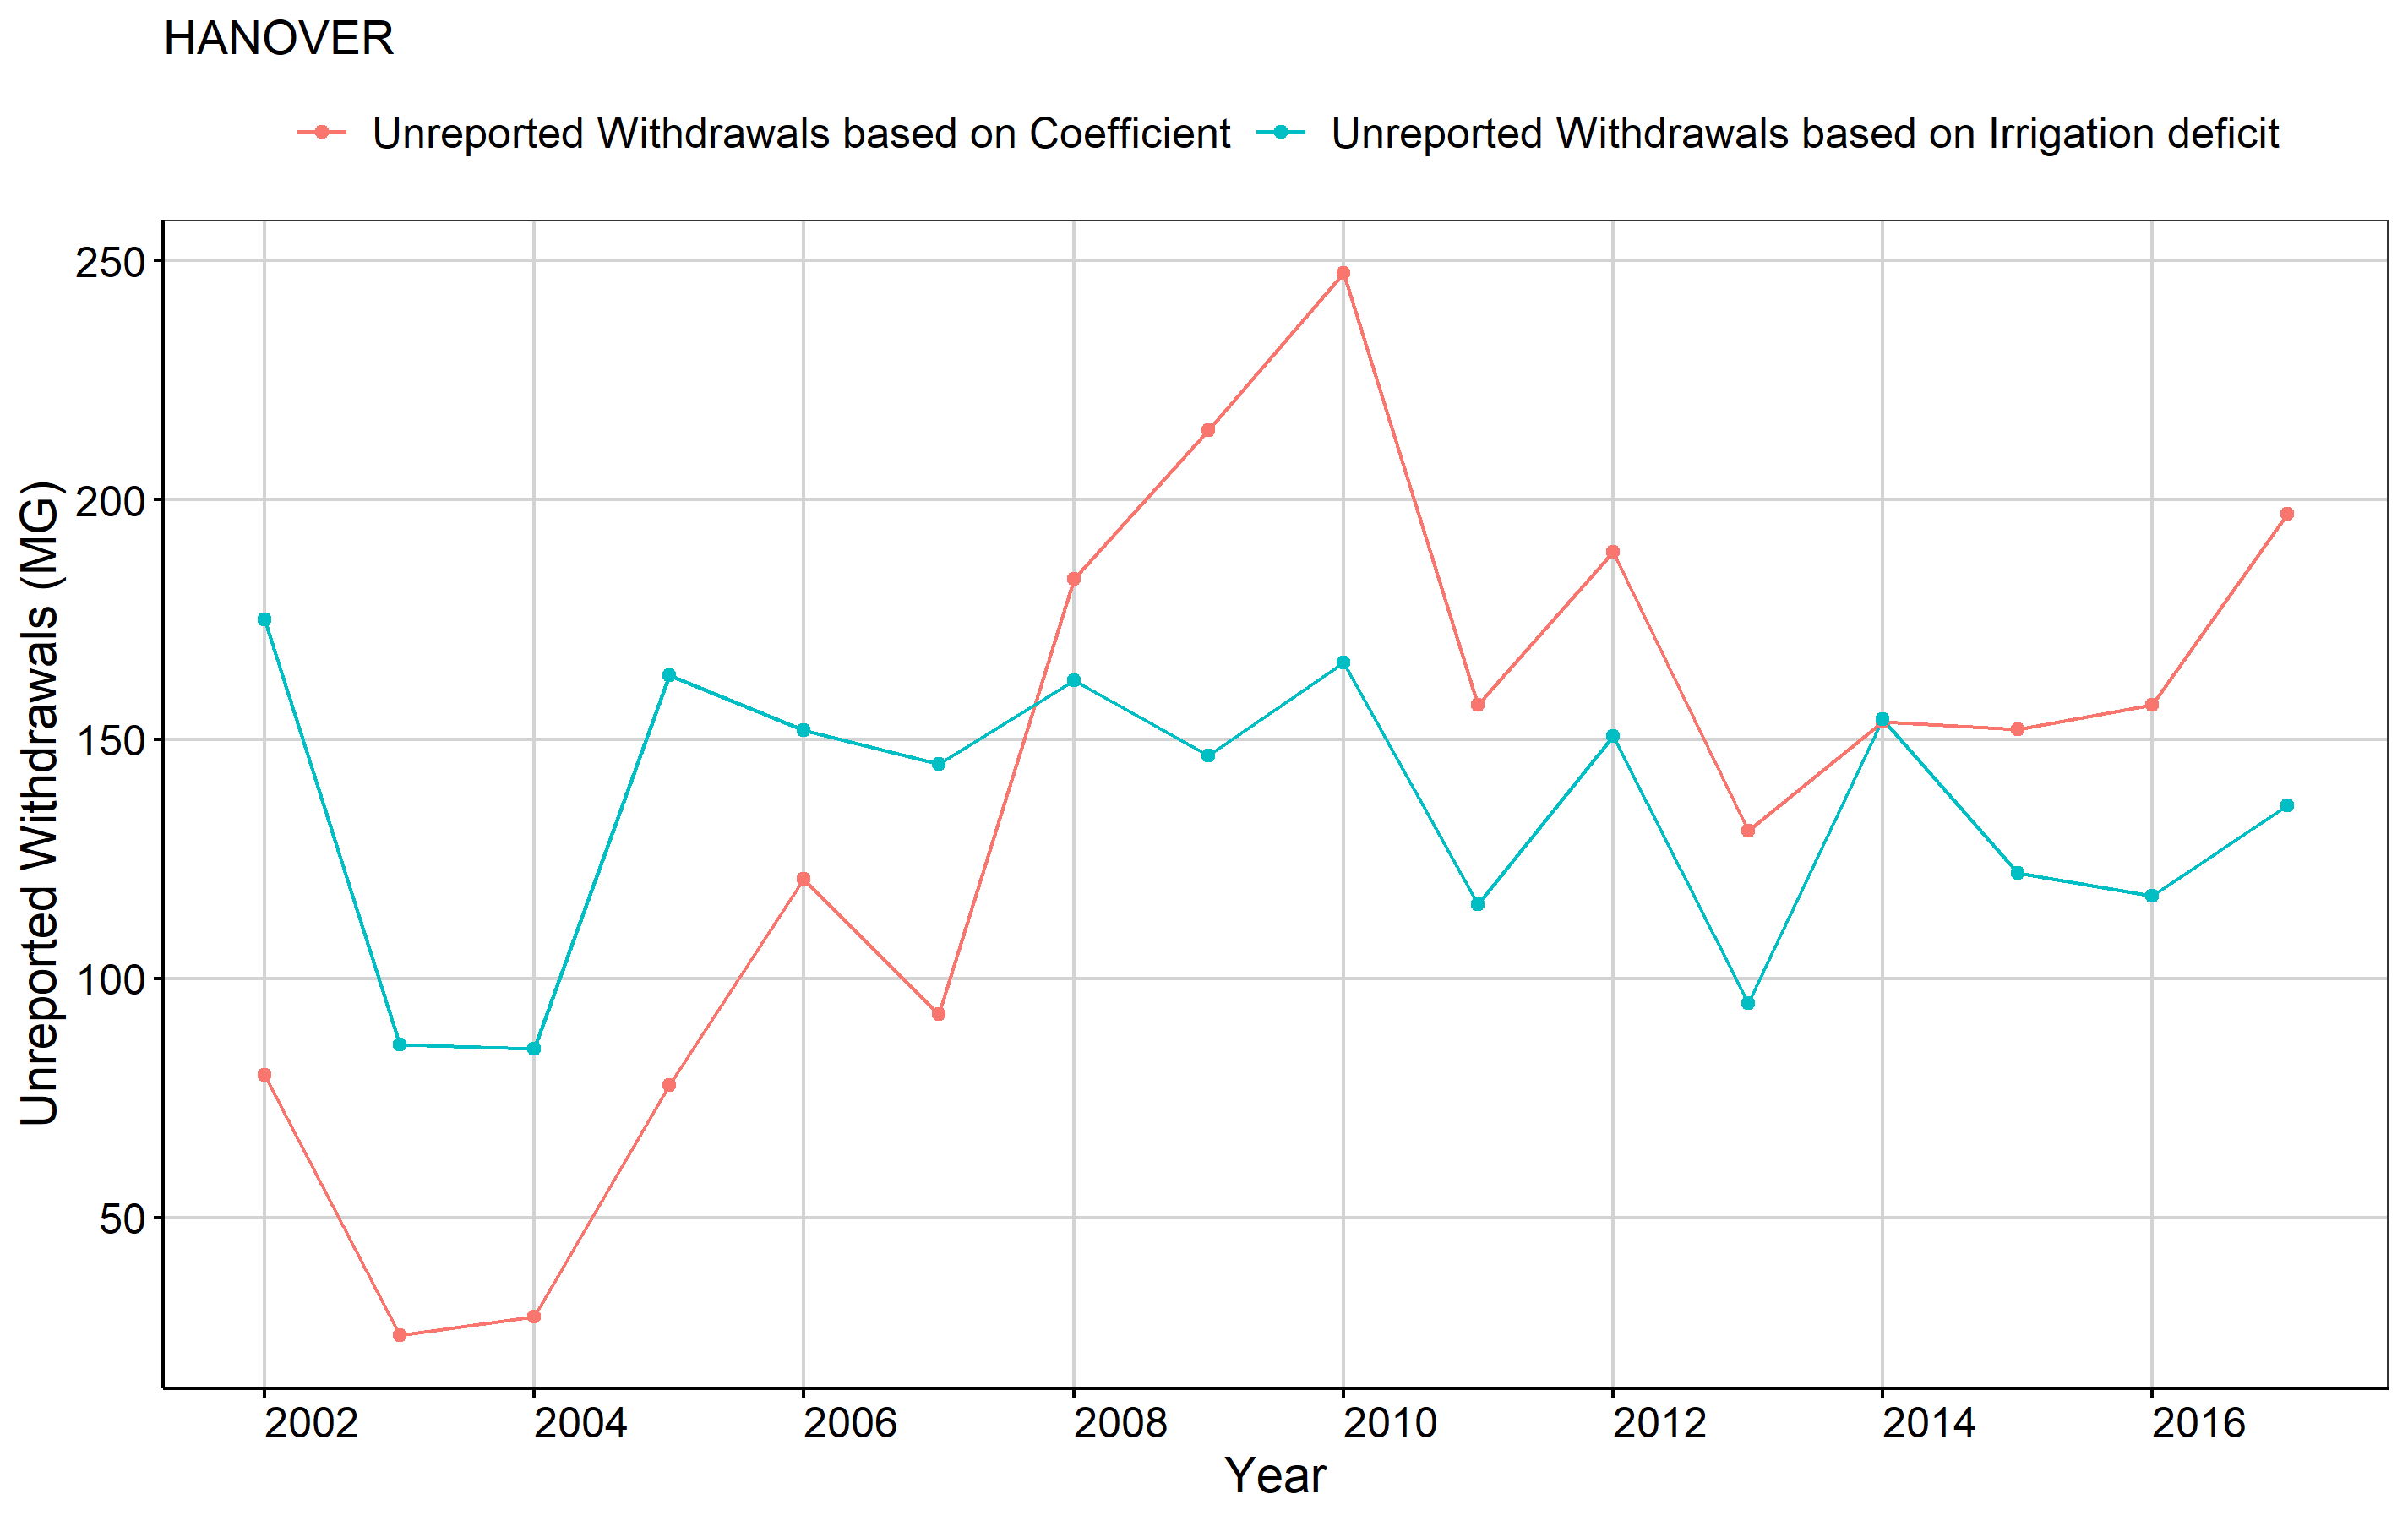 HANOVER
Unreported Withdrawals based on Coefficient Unreported Withdrawals based on Irrigation deficit
Unreported Withdrawals (MG)
250
200
150
100
50
2002 2004 2006 2008 2010 2012 2014 2016
Year